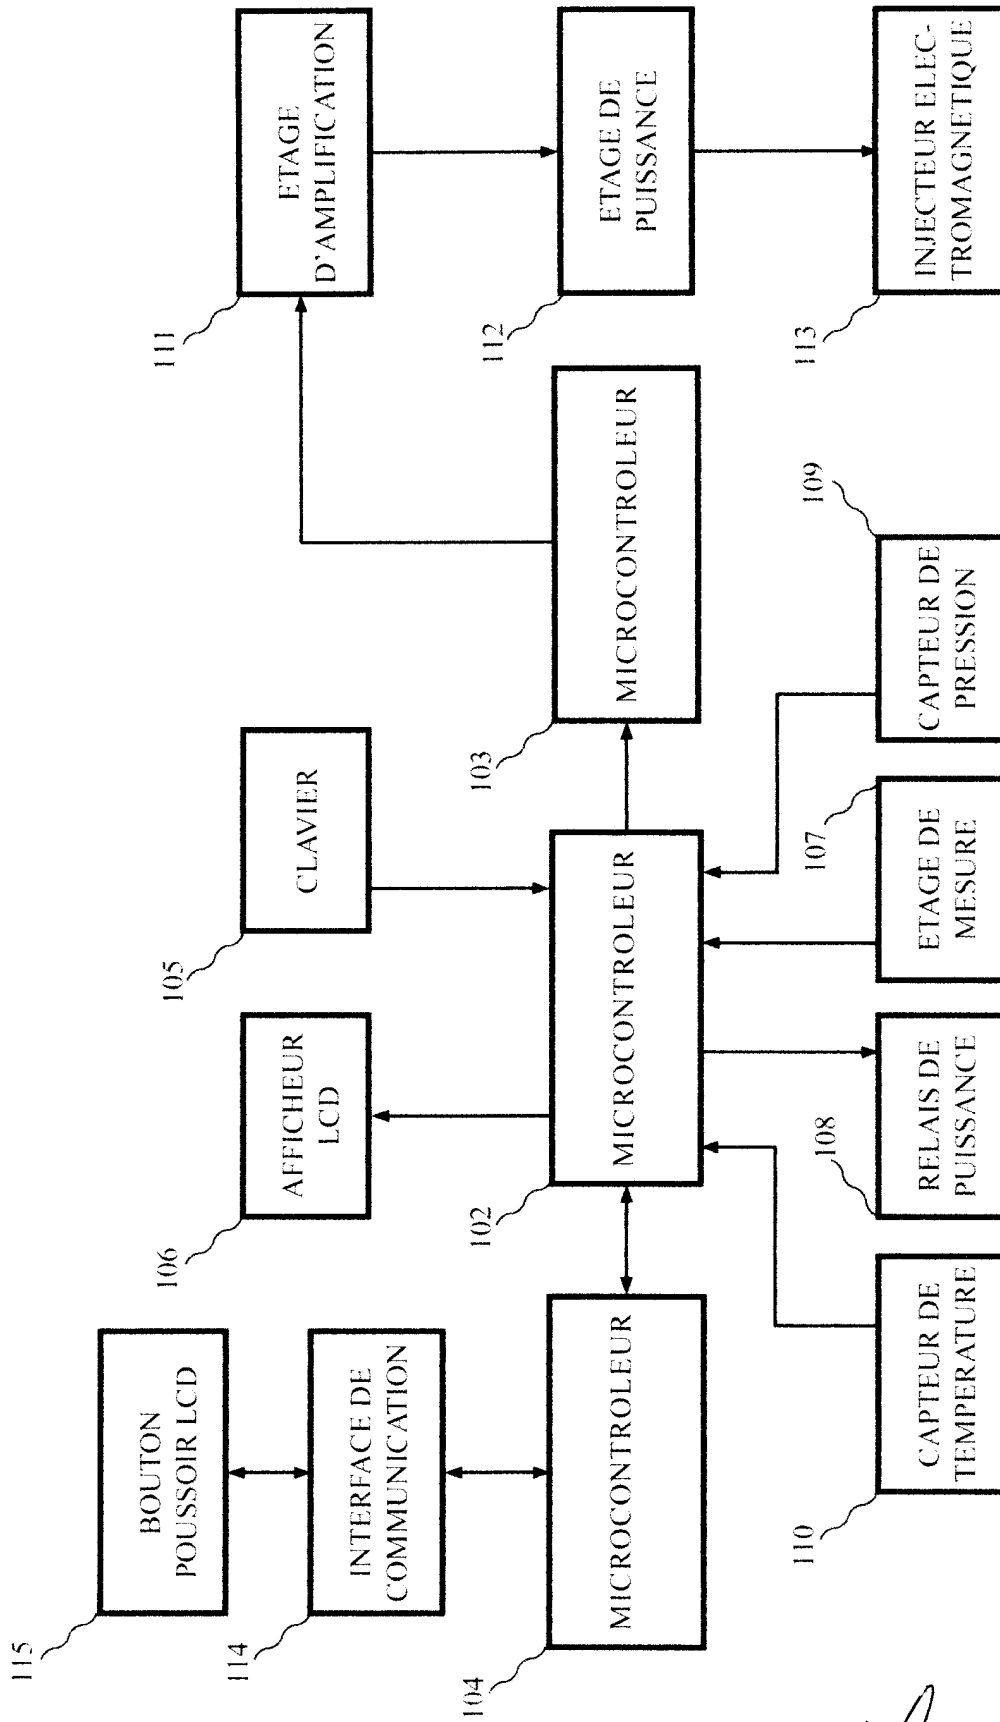 115
BOUTON
POUSSOIR LCD
114
INTERFACE DE
COMMUNICATION
104
MICROCONTROLEUR
106
AFFICHEUR
LCD
105
CLAVIER
102
MICROCONTROLEUR
103
MICROCONTROLEUR
111
ETAGE
D'AMPLIFICATION
112
ETAGE DE
PUISSANCE
113
INJECTEUR ELEC-
TROMAGNETIQUE
110
CAPTEUR DE
TEMPERATURE
108
RELAIS DE
PUISSANCE
107
ETAGE DE
MESURE
109
CAPTEUR DE
PRESSION